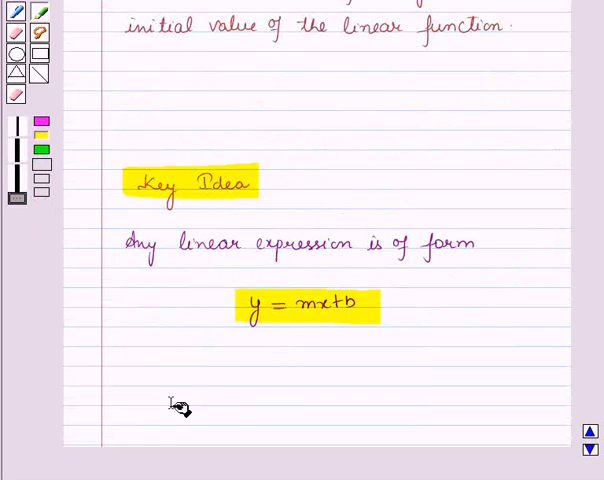 initial value of the linear function.
Key Idea
Any linear expression is of form
y = mx+b